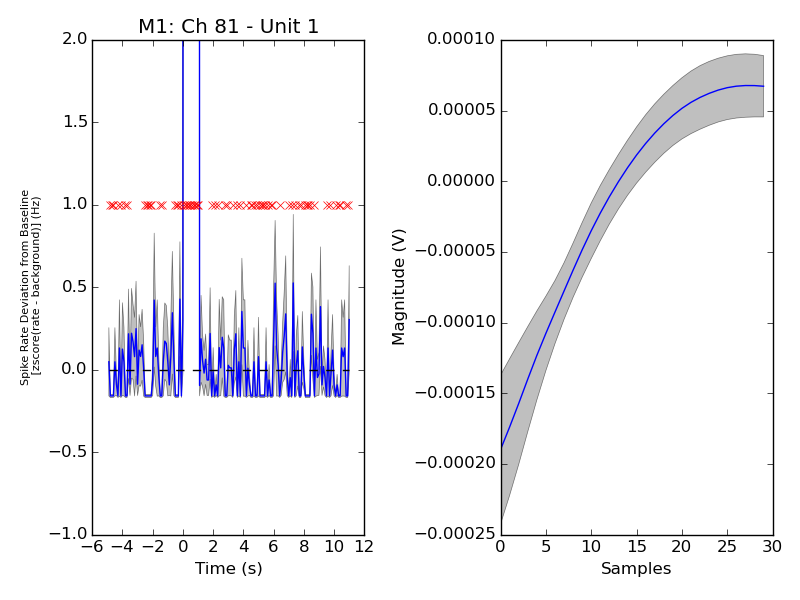 M1: Ch 81 - Unit 1
2.0
1.5
1.0
0.5
0.0
−0.5
−1.0
−6 −4 −2 0 2 4 6 8 10 12
Time (s)
Spike Rate Deviation from Baseline
[zscore(rate - background)] (Hz)
0.00010
0.00005
0.00000
−0.00005
−0.00010
−0.00015
−0.00020
−0.00025
0 5 10 15 20 25 30
Samples
Magnitude (V)